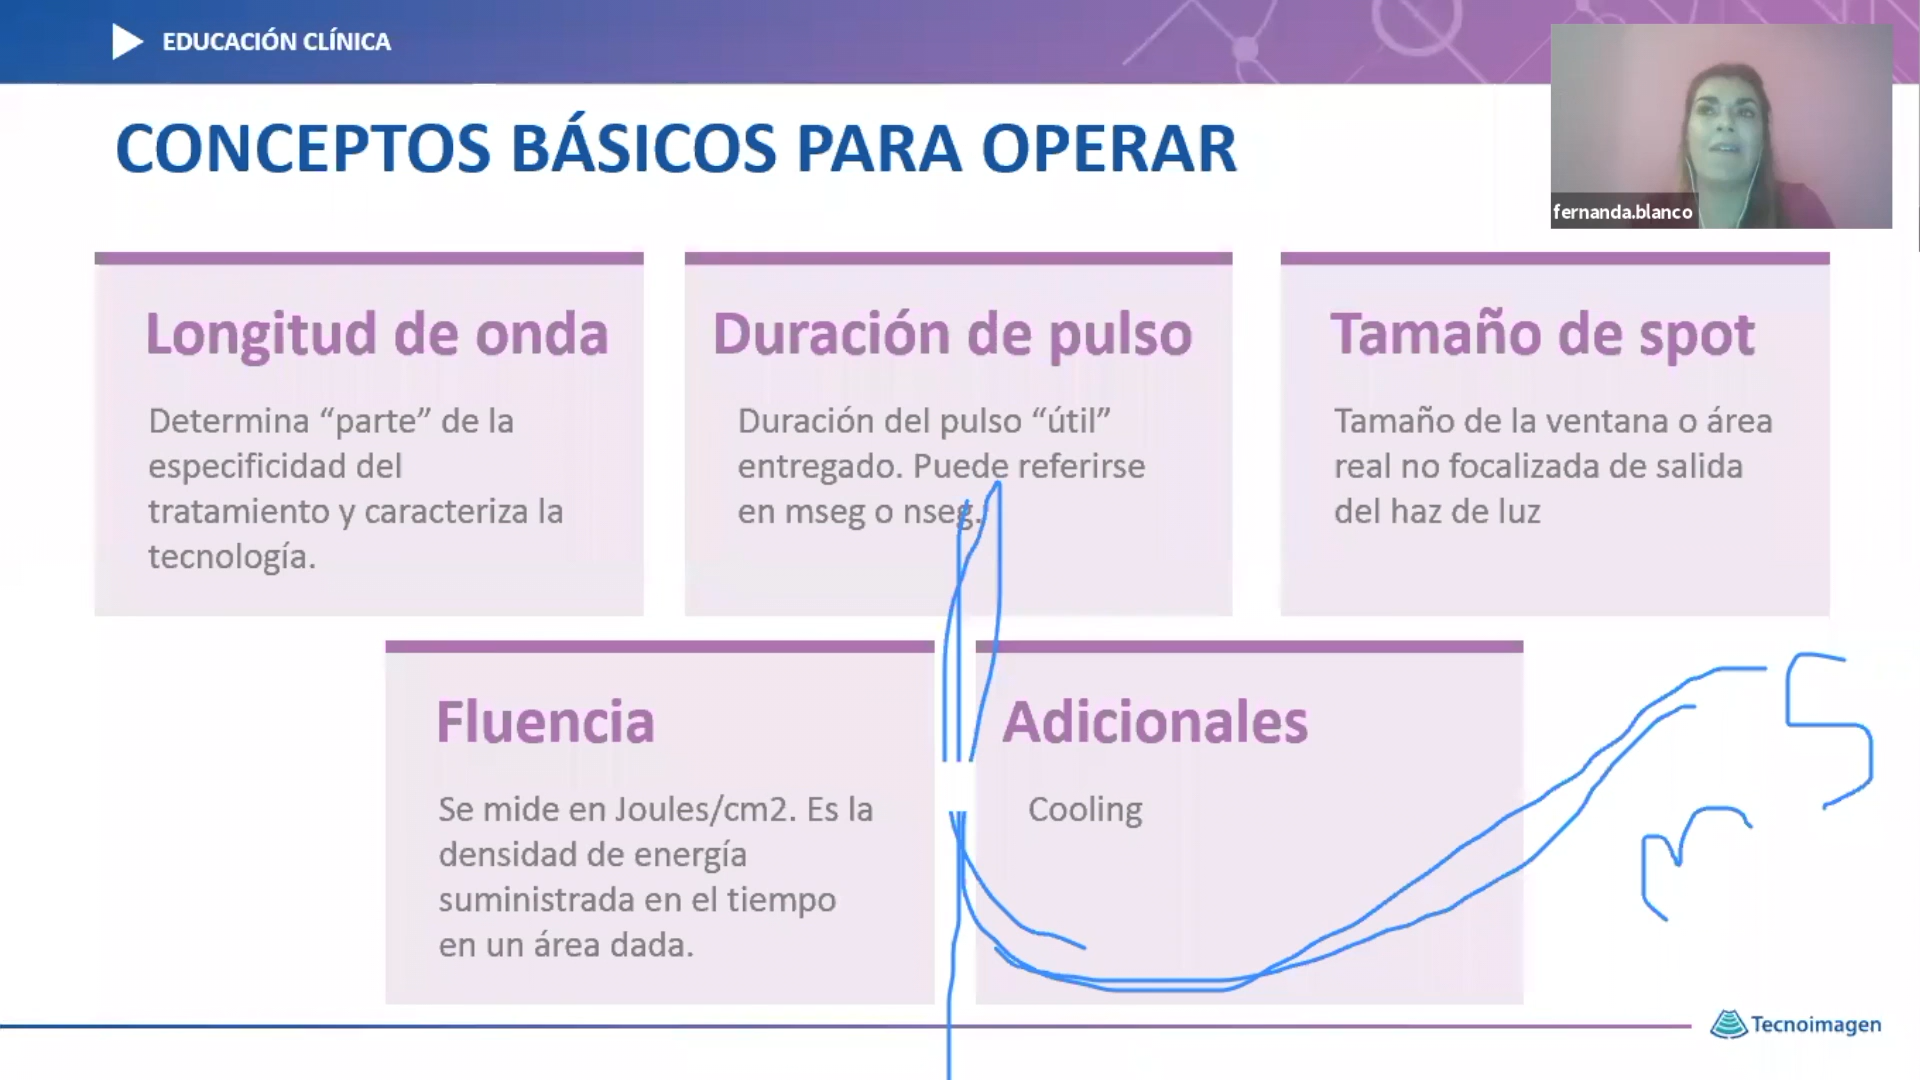 EDUCACIÓN CLÍNICA
CONCEPTOS BÁSICOS PARA OPERAR
fernanda.blanco
Longitud de onda
Determina “parte” de la
especificidad del
tratamiento y caracteriza la
tecnología.
Duración de pulso
Duración del pulso “útil”
entregado. Puede referirse
en mseg o nseg.
Tamaño de spot
Tamaño de la ventana o área
real no focalizada de salida
del haz de luz
Fluencia
Se mide en Joules/cm2. Es la
densidad de energía
suministrada en el tiempo
en un área dada.
Adicionales
Cooling
Tecnoimagen